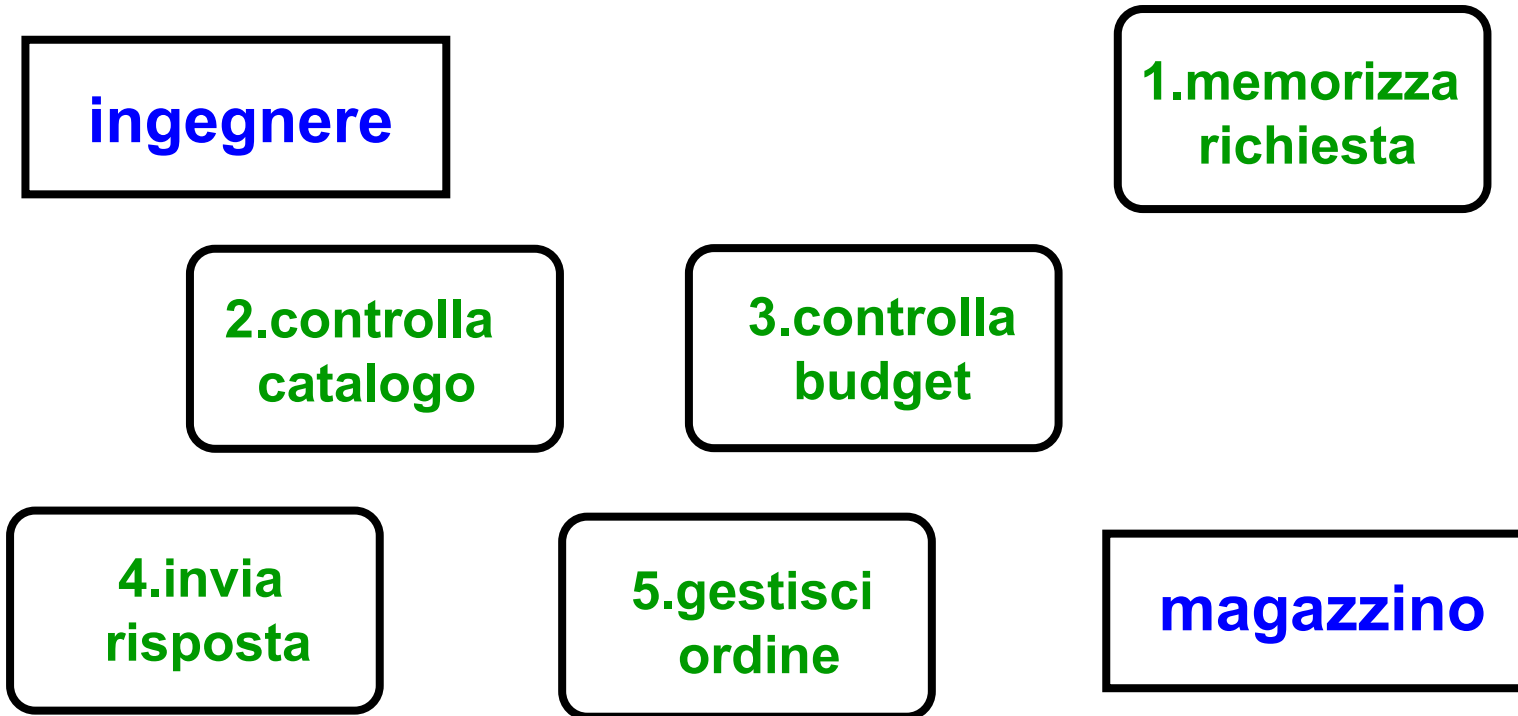 ingegnere
1.memorizza
richiesta
2.controlla
catalogo
3.controlla
budget
4.invia
risposta
5.gestisci
ordine
magazzino